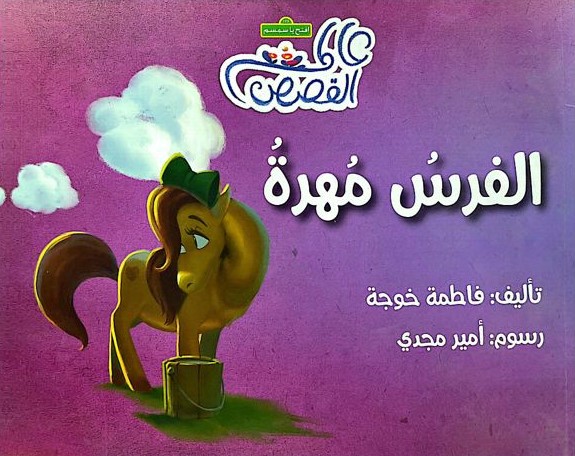 افتح يا سمسم
عالم
القصص
الفرسُ مُهرةُ
تأليف: فاطمة خوجة
رسوم: أمير مجدي